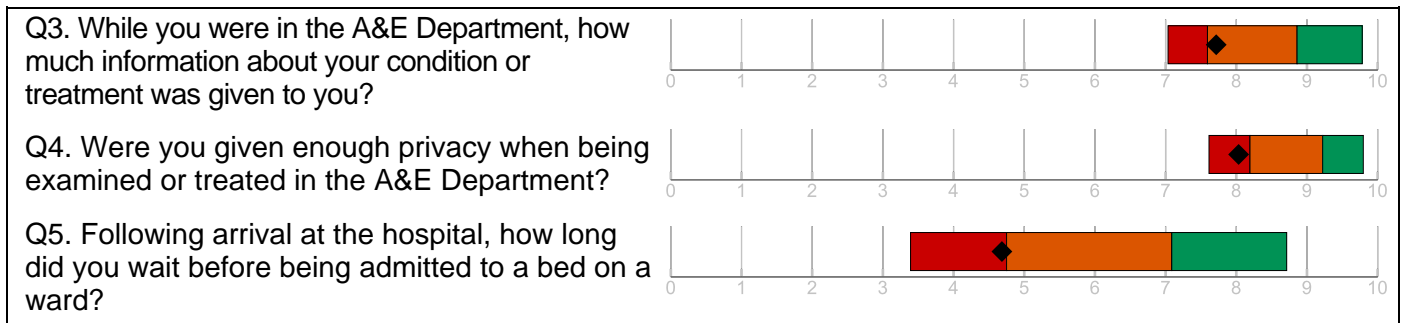 Q3. While you were in the A&E Department, how
much information about your condition or
treatment was given to you?
0 1 2 3 4 5 6 7 8 9 10
Q4. Were you given enough privacy when being
examined or treated in the A&E Department?
0 1 2 3 4 5 6 7 8 9 10
Q5. Following arrival at the hospital, how long
did you wait before being admitted to a bed on a
ward?
0 1 2 3 4 5 6 7 8 9 10